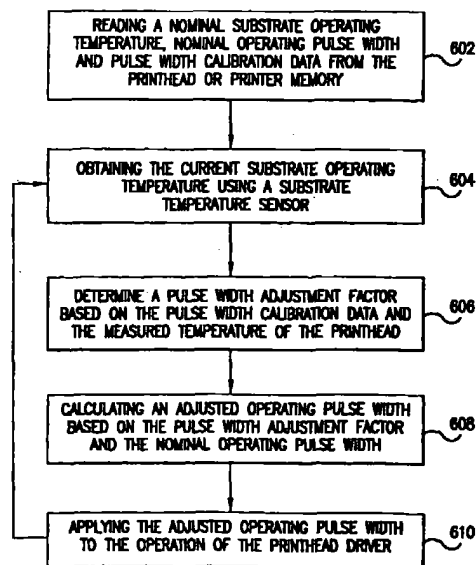 READING A NOMINAL SUBSTRATE OPERATING
TEMPERATURE, NOMINAL OPERATING PULSE WIDTH
AND PULSE WIDTH CALIBRATION DATA FROM THE
PRINTHEAD OR PRINTER MEMORY
602
OBTAINING THE CURRENT SUBSTRATE OPERATING
TEMPERATURE USING A SUBSTRATE
TEMPERATURE SENSOR
604
DETERMINE A PULSE WIDTH ADJUSTMENT FACTOR
BASED ON THE PULSE WIDTH CALIBRATION DATA AND
THE MEASURED TEMPERATURE OF THE PRINTHEAD
606
CALCULATING AN ADJUSTED OPERATING PULSE WIDTH
BASED ON THE PULSE WIDTH ADJUSTMENT FACTOR
AND THE NOMINAL OPERATING PULSE WIDTH
608
APPLYING THE ADJUSTED OPERATING PULSE WIDTH
TO THE OPERATION OF THE PRINTHEAD DRIVER
610